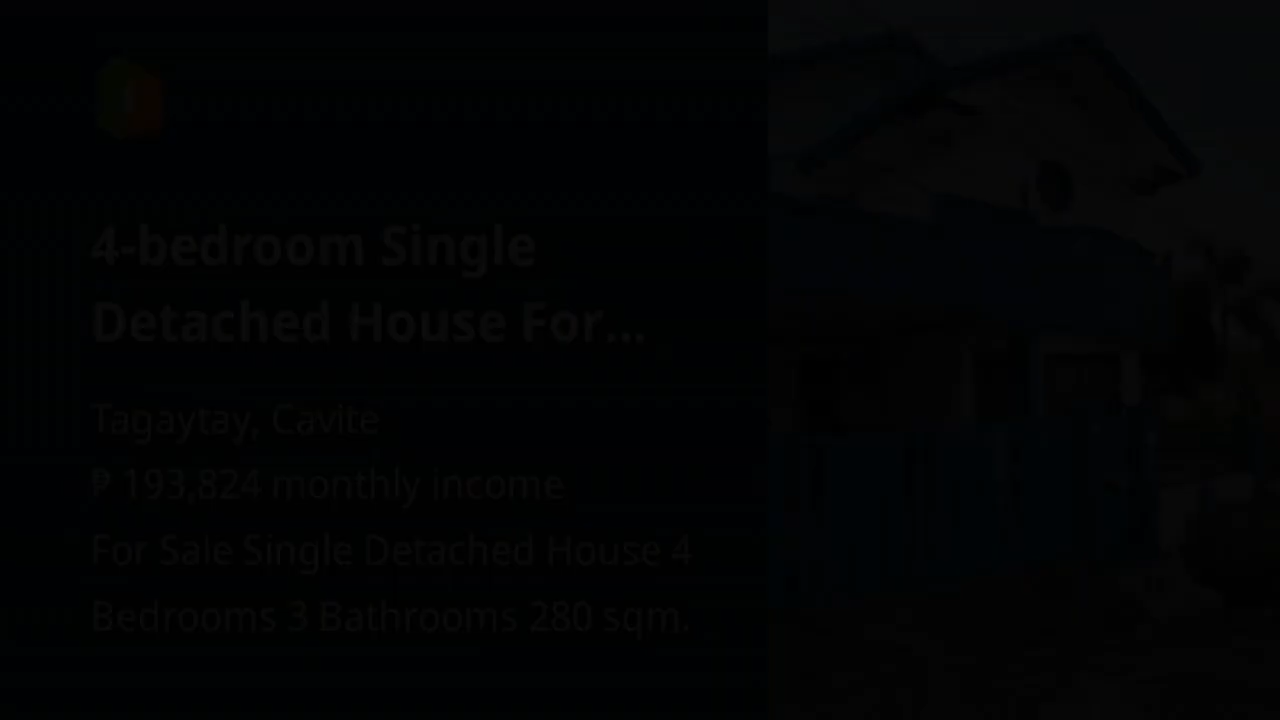 4-bedroom Single
Detached House For...
Tagaytay, Cavite
₱ 193,824 monthly income
For Sale Single Detached House 4
Bedrooms 3 Bathrooms 280 sqm.